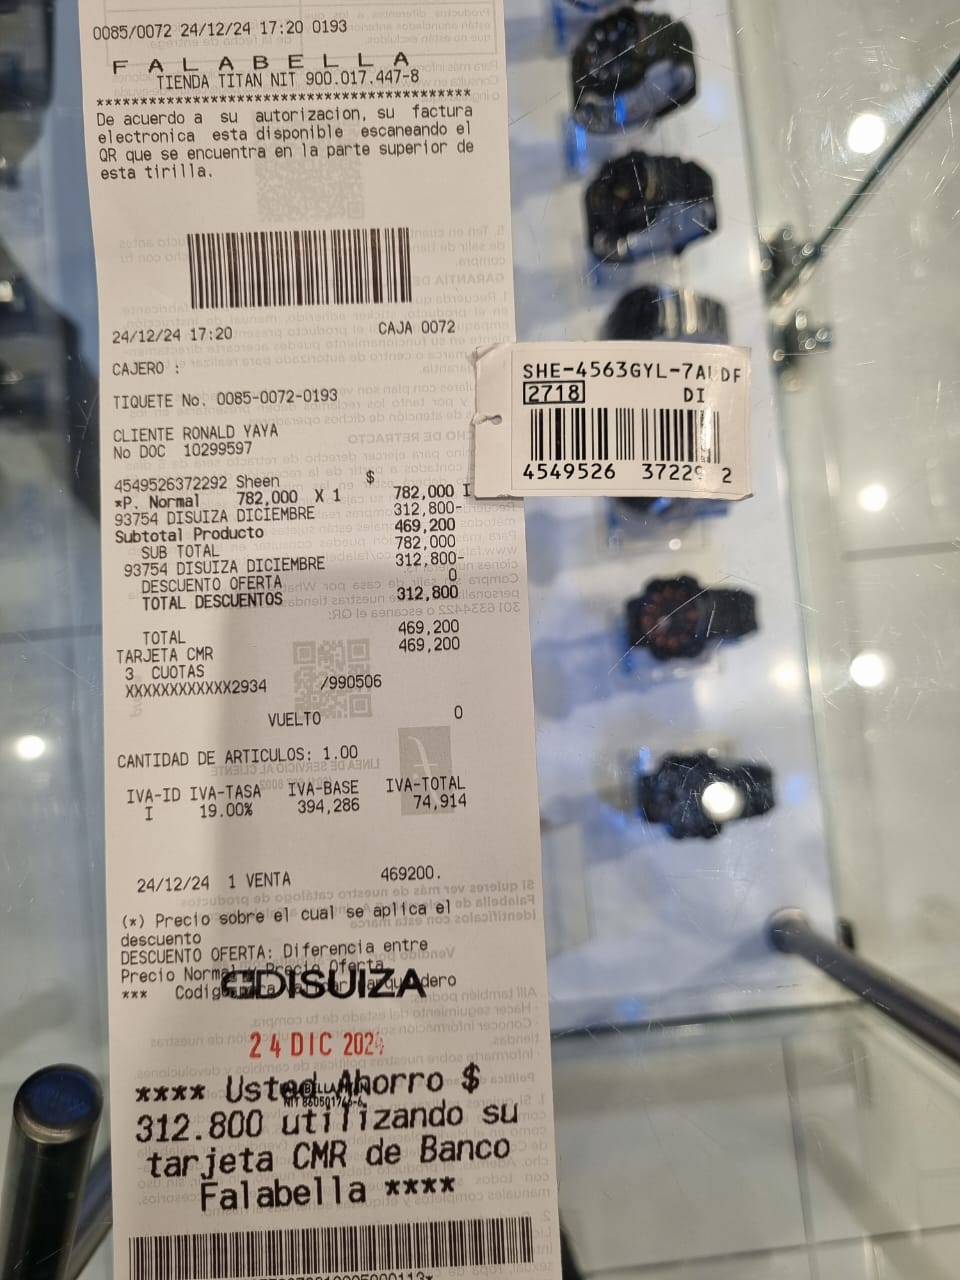 0085/0072 24/12/24 17:20 0193
FALABELLA
TIENDA TITAN NIT 900.017.447-8
******************************************
De acuerdo a su autorizacion, su factura
electronica esta disponible escaneando el
QR que se encuentra en la parte superior de
esta tirilla.
24/12/24 17:20 CAJA 0072
CAJERO :
TIQUETE No. 0085-0072-0193
CLIENTE RONALD YAYA
No DOC 10299597
4549526372292 Sheen $
*P. Normal 782,000 X 1 782,000 I
93754 DISUIZA DICIEMBRE 312,800-
Subtotal Producto 469,200
SUB TOTAL 782,000
93754 DISUIZA DICIEMBRE 312,800-
DESCUENTO OFERTA 0
TOTAL DESCUENTOS 312,800
TOTAL 469,200
TARJETA CMR 469,200
3 CUOTAS
XXXXXXXXXXXX2934 /990506
VUELTO 0
CANTIDAD DE ARTICULOS: 1.00
IVA-ID IVA-TASA IVA-BASE IVA-TOTAL
I 19.00% 394,286 74,914
24/12/24 1 VENTA 469200.
(*) Precio sobre el cual se aplica el
descuento
DESCUENTO OFERTA: Diferencia entre
Precio Normal y Precio Oferta
*** Codigo
DISUIZA
24 DIC 2024
**** Usted Ahorro $
312.800 utilizando su
tarjeta CMR de Banco
Falabella ****
SHE-4563GYL-7AUDF
2718 DI
4549526 372292 2